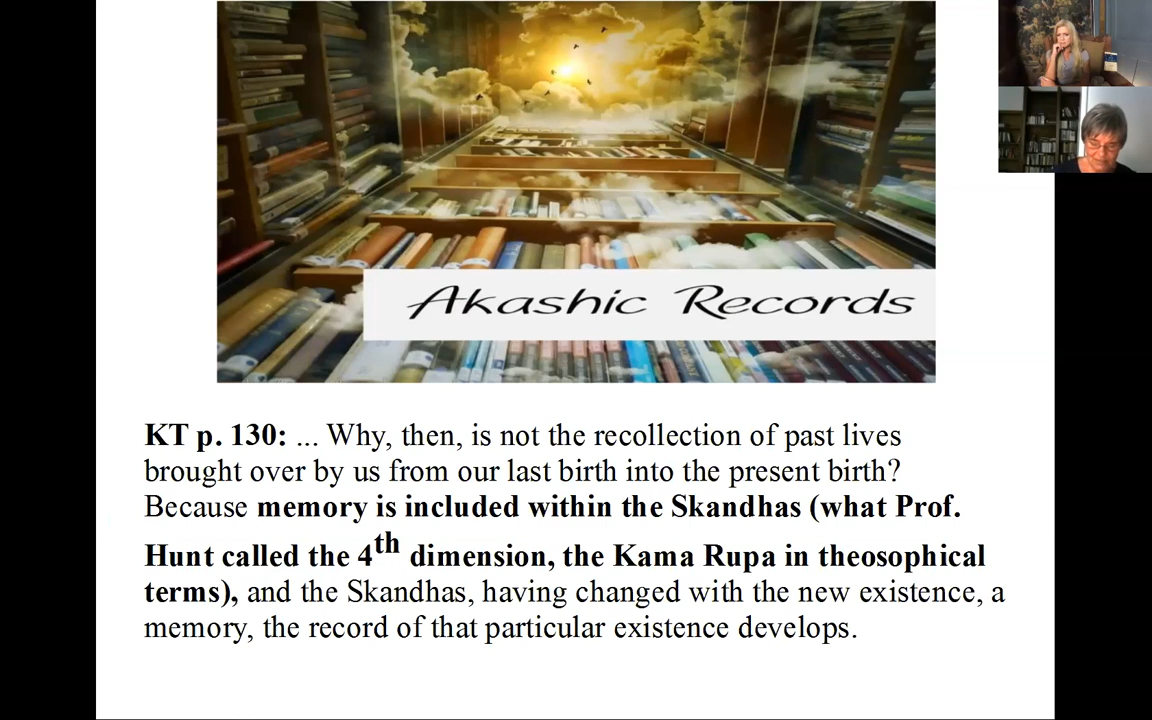 Akashic Records
KT p. 130: ... Why, then, is not the recollection of past lives
brought over by us from our last birth into the present birth?
Because memory is included within the Skandhas (what Prof.
Hunt called the 4th dimension, the Kama Rupa in theosophical
terms), and the Skandhas, having changed with the new existence, a
memory, the record of that particular existence develops.